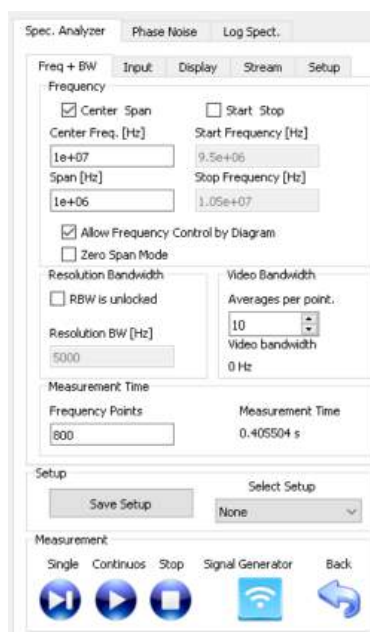 Spec. Analyzer Phase Noise Log Spect.
Freq + BW Input Display Stream Setup
Frequency
Center Span Start Stop
Center Freq. [Hz] Start Frequency [Hz]
1e+07 9.5e+06
Span [Hz] Stop Frequency [Hz]
1e+06 1.05e+07
Allow Frequency Control by Diagram
Zero Span Mode
Resolution Bandwidth Video Bandwidth
RBW is unlocked Averages per point.
10
Resolution BW [Hz] Video bandwidth
5000 0 Hz
Measurement Time
Frequency Points Measurement Time
800 0.405504 s
Setup
Select Setup
Save Setup None
Measurement
Single Continuos Stop Signal Generator Back